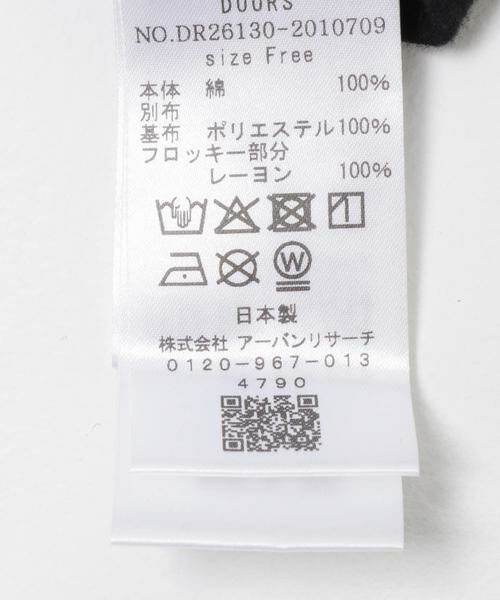 DOORS
NO.DR26130-2010709
size Free
本体 綿 100%
別布
基布 ポリエステル100%
フロッキー部分
レーヨン 100%
W
日本製
株式会社 アーバンリサーチ
0120-967-013
4790